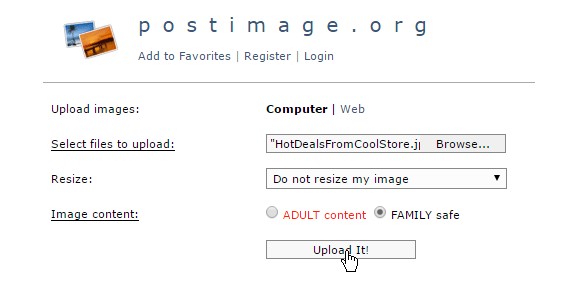 postimage.org
Add to Favorites | Register | Login
Upload images: Computer | Web
Select files to upload: "HotDealsFromCoolStore.jp Browse...
Resize: Do not resize my image
Image content: ADULT content FAMILY safe
Upload It!